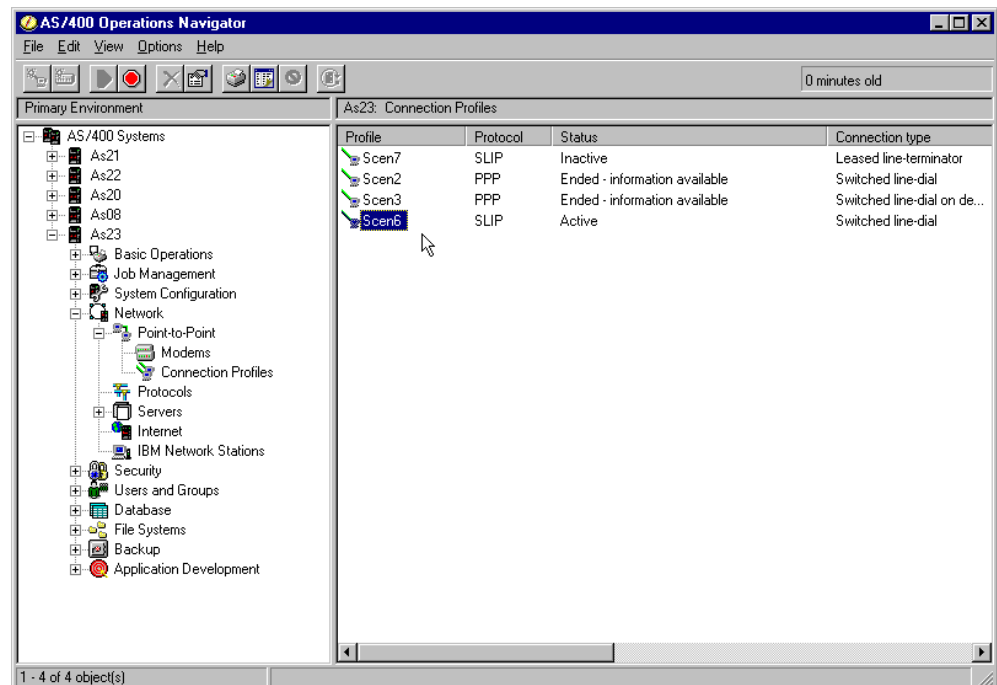 AS/400 Operations Navigator
File Edit View Options Help
0 minutes old
Primary Environment
As23: Connection Profiles
AS/400 Systems
As21
As22
As20
As08
As23
Basic Operations
Job Management
System Configuration
Network
Point-to-Point
Modems
Connection Profiles
Protocols
Servers
Internet
IBM Network Stations
Security
Users and Groups
Database
File Systems
Backup
Application Development
Profile Protocol Status Connection type
Scen7 SLIP Inactive Leased line-terminator
Scen2 PPP Ended - information available Switched line-dial
Scen3 PPP Ended - information available Switched line-dial on de...
Scen6 SLIP Active Switched line-dial
1 - 4 of 4 object(s)